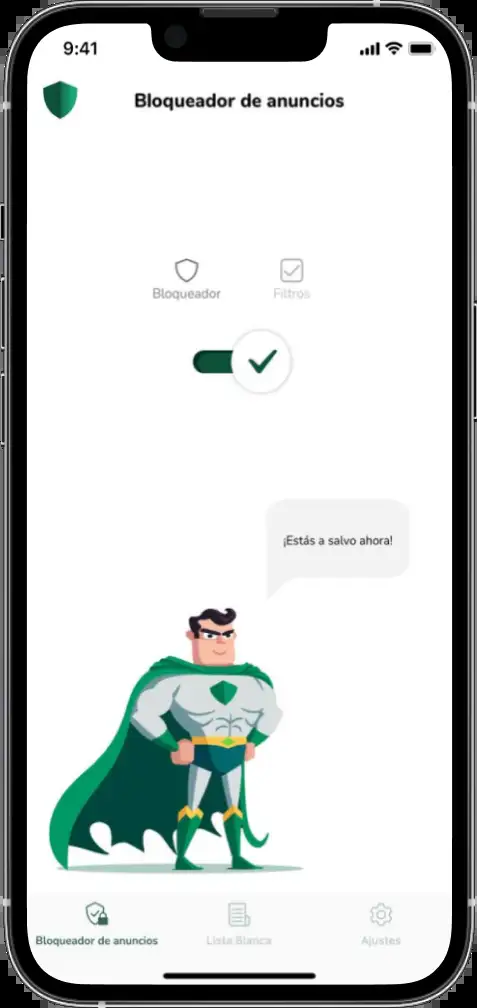 9:41
Bloqueador de anuncios
Bloqueador
Filtros
¡Estás a salvo ahora!
Bloqueador de anuncios
Lista Blanca
Ajustes